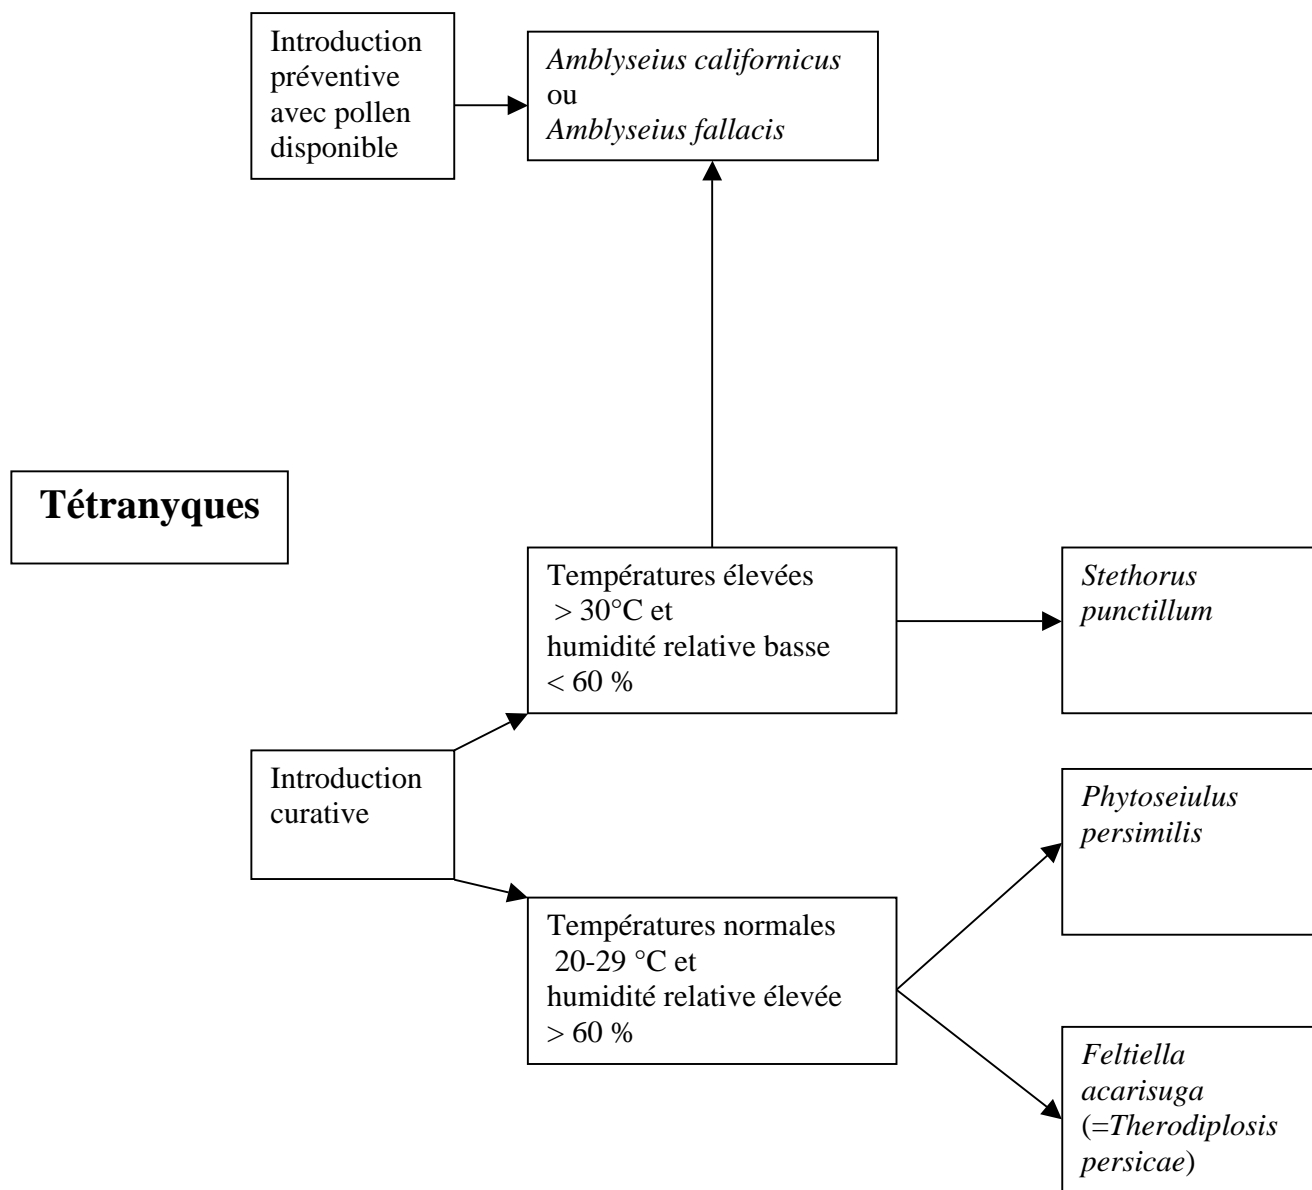 Introduction
préventive
avec pollen
disponible
Amblyseius californicus
ou
Amblyseius fallacis
Tétranyques
Températures élevées
> 30°C et
humidité relative basse
< 60 %
Stethorus
punctillum
Introduction
curative
Phytoseiulus
persimilis
Températures normales
20-29 °C et
humidité relative élevée
> 60 %
Feltiella
acarisuga
(=Therodiplosis
persicae)